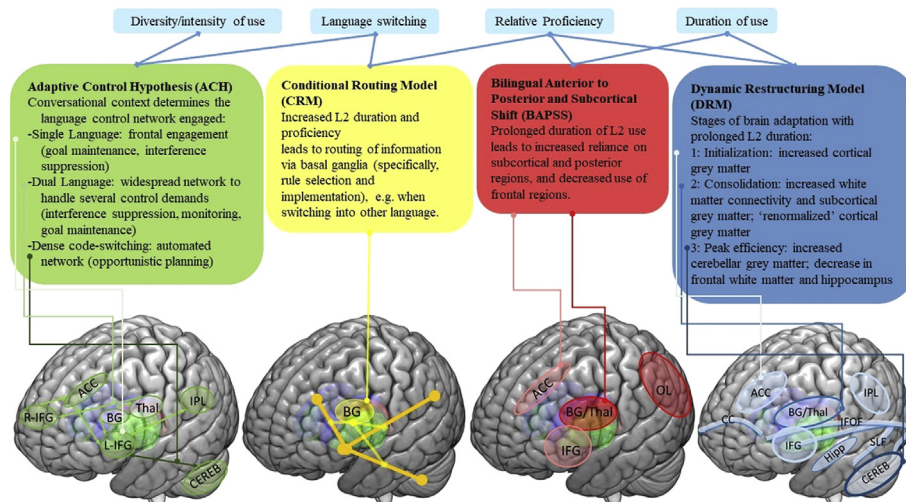 Diversity/intensity of use
Language switching
Relative Proficiency
Duration of use
Adaptive Control Hypothesis (ACH)
Conversational context determines the
language control network engaged:
-Single Language: frontal engagement
(goal maintenance, interference
suppression)
-Dual Language: widespread network to
handle several control demands
(interference suppression, monitoring,
goal maintenance)
-Dense code-switching: automated
network (opportunistic planning)
Conditional Routing Model
(CRM)
Increased L2 duration and
proficiency
leads to routing of information
via basal ganglia (specifically,
rule selection and
implementation), e.g. when
switching into other language.
Bilingual Anterior to
Posterior and Subcortical
Shift (BAPSS)
Prolonged duration of L2 use
leads to increased reliance on
subcortical and posterior
regions, and decreased use of
frontal regions.
Dynamic Restructuring Model
(DRM)
Stages of brain adaptation with
prolonged L2 duration:
1: Initialization: increased cortical
grey matter
2: Consolidation: increased white
matter connectivity and subcortical
grey matter; ‘renormalized’ cortical
grey matter
3: Peak efficiency: increased
cerebellar grey matter; decrease in
frontal white matter and hippocampus
ACC
R-IFG
BG
Thal
IPL
L-IFG
CEREB
BG
ACC
BG/Thal
OL
IFG
ACC
IPL
CC
BG/Thal
IFOF
IFG
Hipp
SLF
CEREB